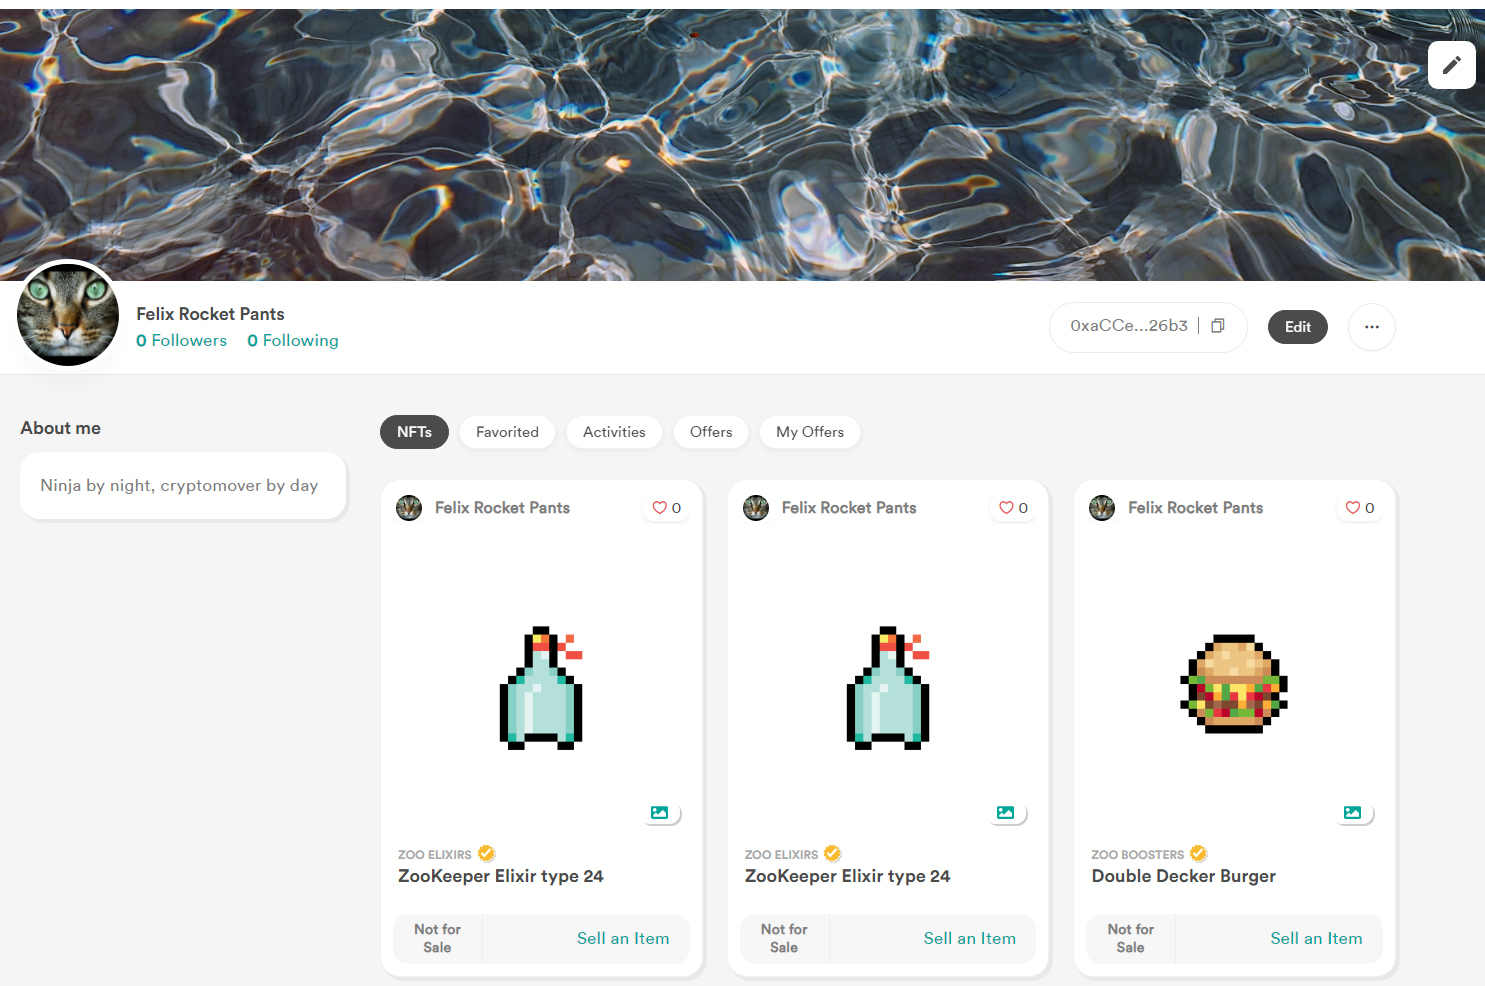 Felix Rocket Pants
0 Followers 0 Following
0xaCCe...26b3
Edit
About me
Ninja by night, cryptomover by day
NFTs
Favorited
Activities
Offers
My Offers
Felix Rocket Pants
0
ZOO ELIXIRS
ZooKeeper Elixir type 24
Not for
Sale
Sell an Item
Felix Rocket Pants
0
ZOO ELIXIRS
ZooKeeper Elixir type 24
Not for
Sale
Sell an Item
Felix Rocket Pants
0
ZOO BOOSTERS
Double Decker Burger
Not for
Sale
Sell an Item